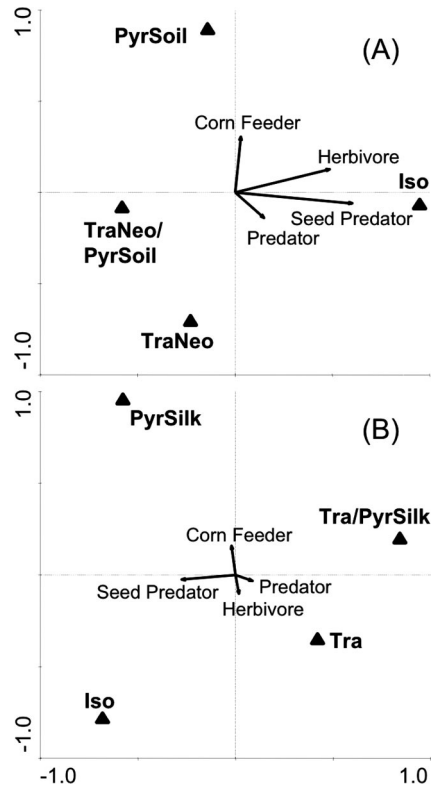 1.0
PyrSoil
(A)
Corn Feeder
Herbivore
Iso
Seed Predator
TraNeo/
PyrSoil
Predator
TraNeo
-1.0
1.0
PyrSilk
(B)
Tra/PyrSilk
Corn Feeder
Seed Predator
Predator
Herbivore
Tra
Iso
-1.0
-1.0
1.0